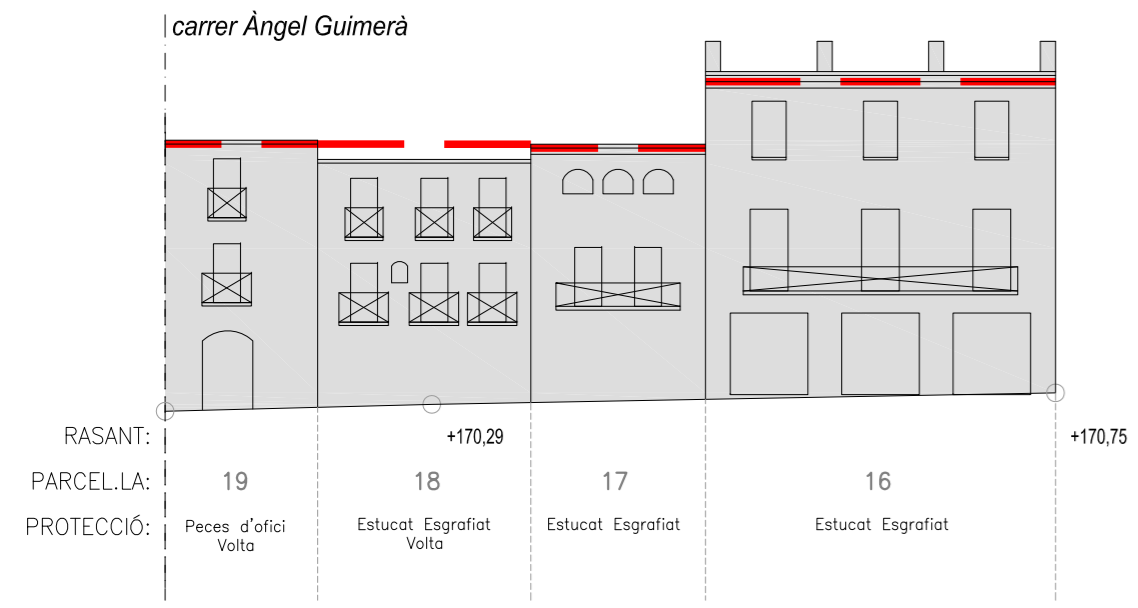 carrer Àngel Guimerà
RASANT: +170,29 +170,75
PARCEL.LA: 19 18 17 16
PROTECCIÓ: Peces d'ofici Estucat Esgrafiat Estucat Esgrafiat Estucat Esgrafiat
Volta Volta